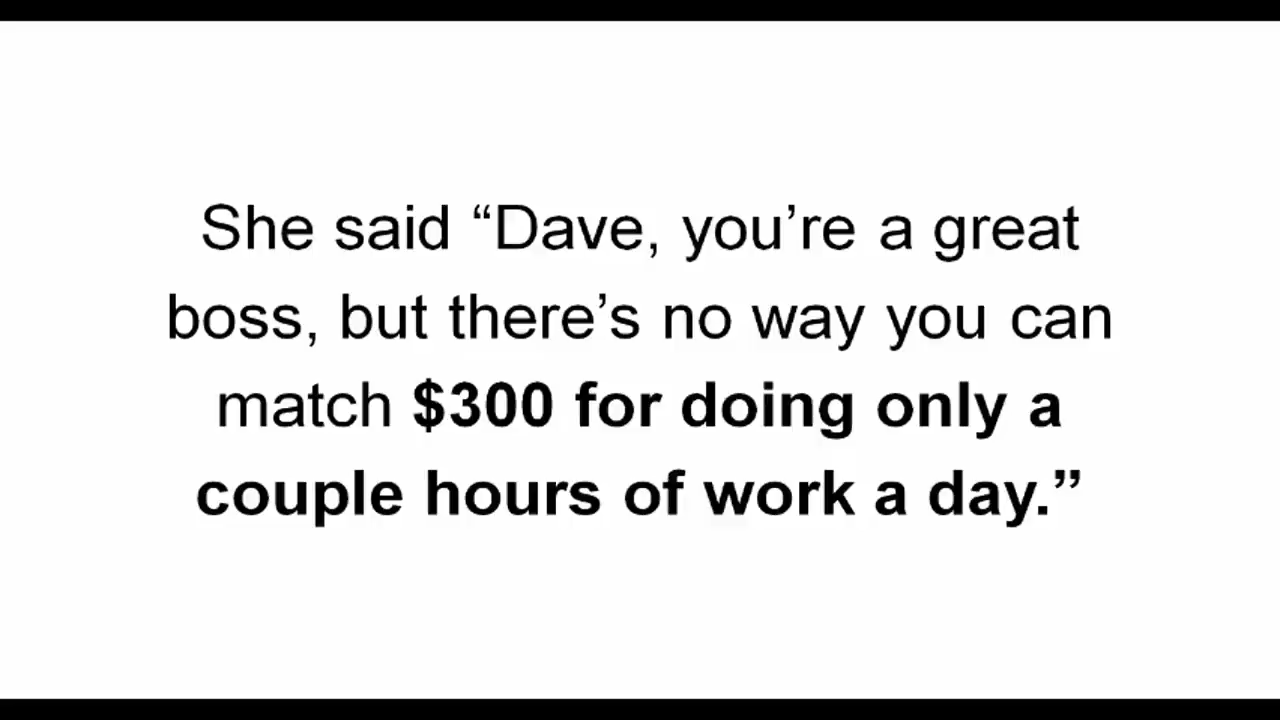 She said “Dave, you’re a great
boss, but there’s no way you can
match $300 for doing only a
couple hours of work a day.”